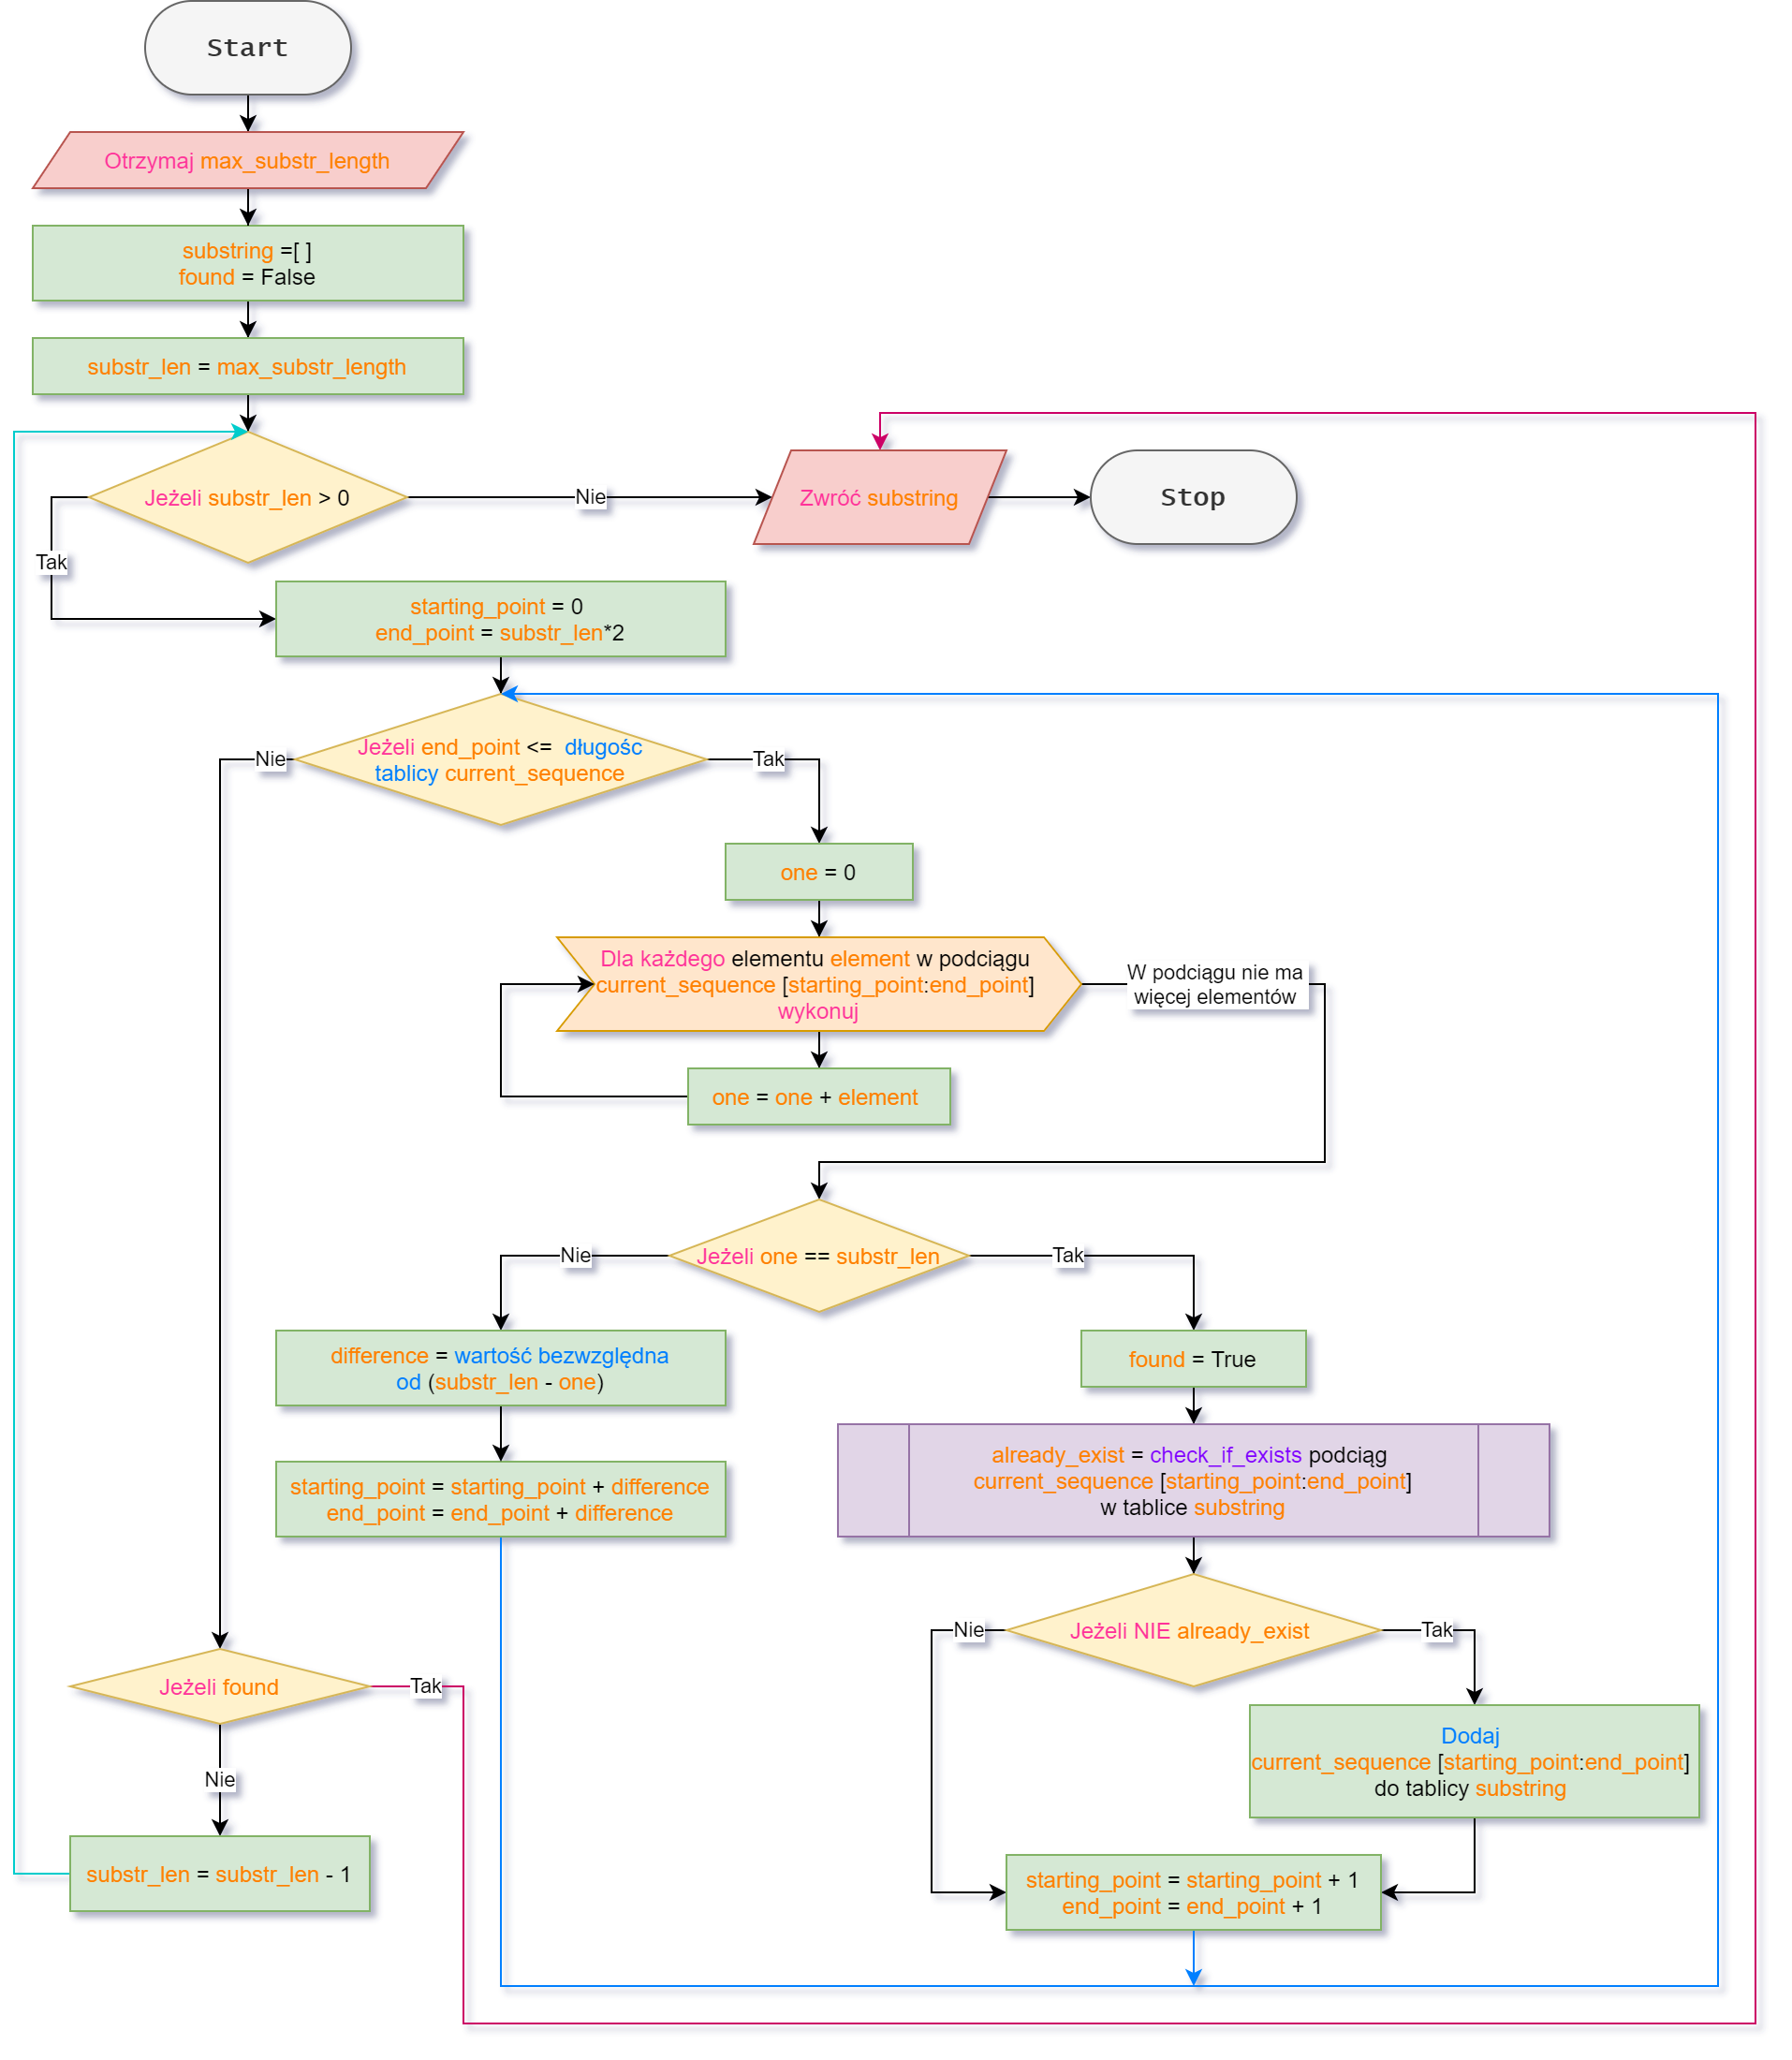 Start
Otrzymaj max_substr_length
substring =[ ]
found = False
substr_len = max_substr_length
Jeżeli substr_len > 0
Nie
Zwróć substring
Stop
Tak
starting_point = 0
end_point = substr_len*2
Jeżeli end_point <= długośc
tablicy current_sequence
Nie
Tak
one = 0
Dla każdego elementu element w podciągu
current_sequence [starting_point:end_point]
wykonuj
W podciągu nie ma
więcej elementów
one = one + element
Jeżeli one == substr_len
Nie
Tak
difference = wartość bezwzględna
od (substr_len - one)
found = True
starting_point = starting_point + difference
end_point = end_point + difference
already_exist = check_if_exists podciąg
current_sequence [starting_point:end_point]
w tablice substring
Jeżeli NIE already_exist
Nie
Tak
Jeżeli found
Tak
Nie
Dodaj
current_sequence [starting_point:end_point]
do tablicy substring
substr_len = substr_len - 1
starting_point = starting_point + 1
end_point = end_point + 1